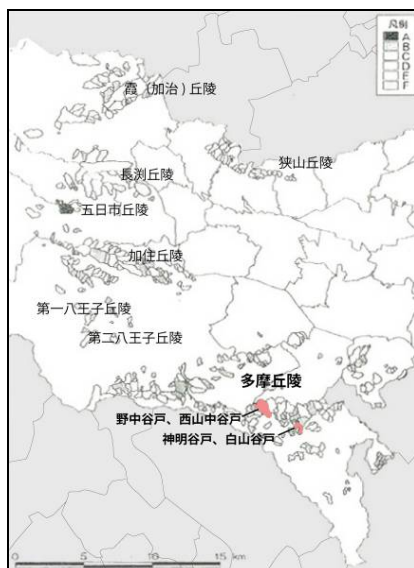 凡例
A
B
C
D
E
F
霞（加治）丘陵
狭山丘陵
長渕丘陵
五日市丘陵
加住丘陵
第一八王子丘陵
第二八王子丘陵
多摩丘陵
野中谷戸、西山中谷戸
神明谷戸、白山谷戸
0 5 10 15 km